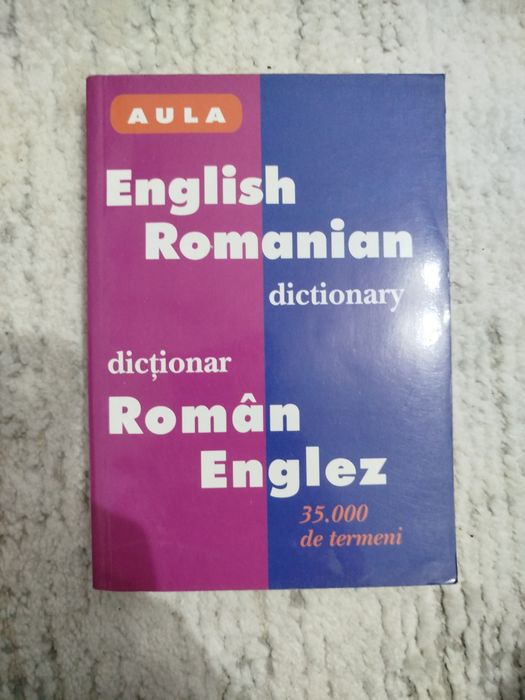 AULA
English
Romanian
dictionary
dicționar
Român
Englez
35.000
de termeni